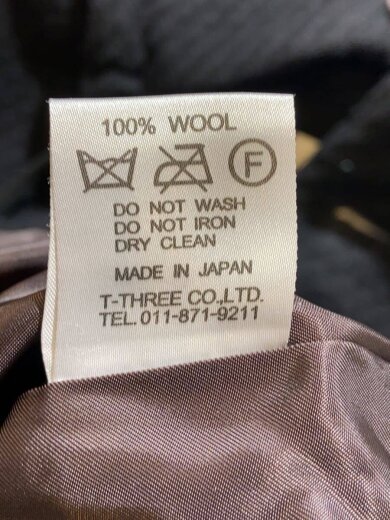 100% WOOL
F
DO NOT WASH
DO NOT IRON
DRY CLEAN
MADE IN JAPAN
T-THREE CO.,LTD.
TEL. 011-871-9211